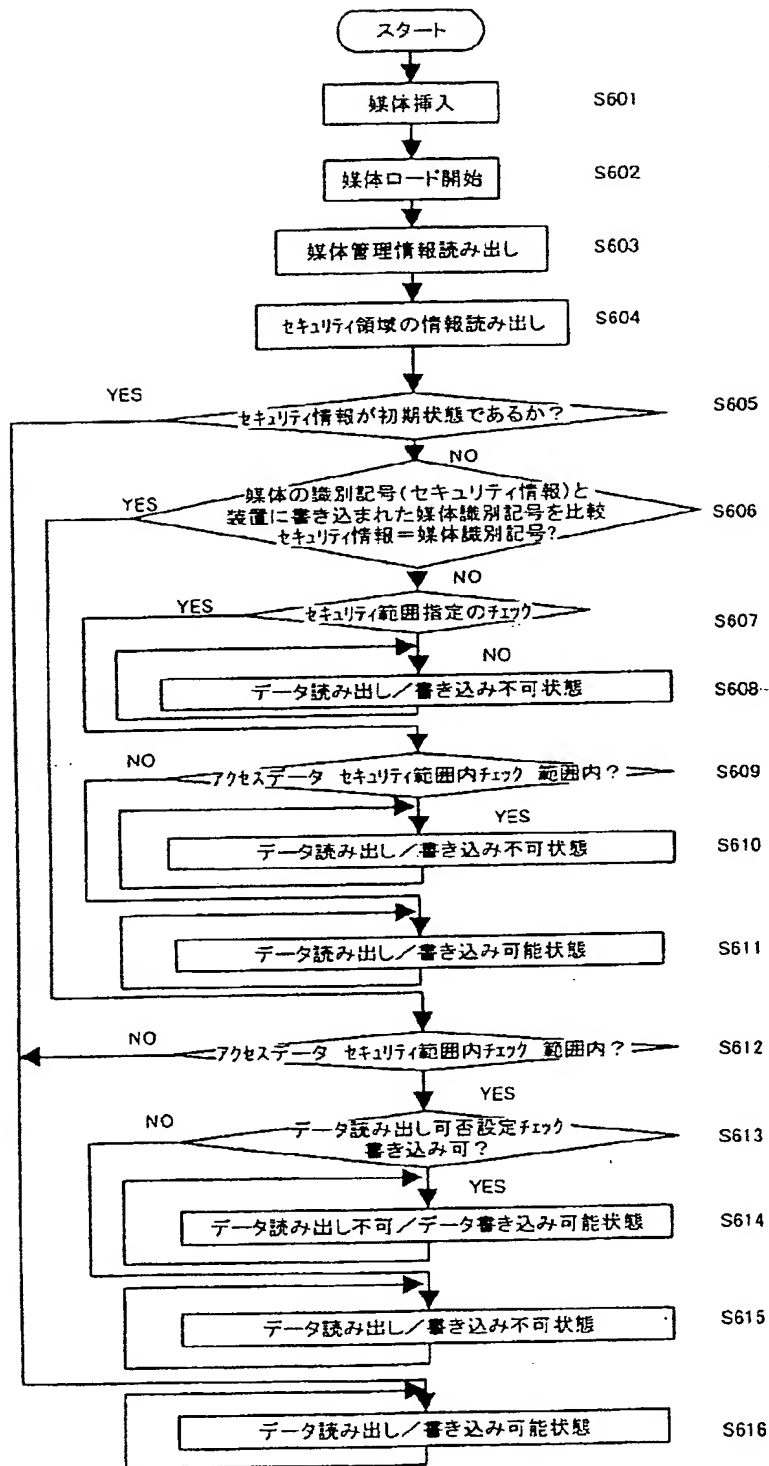 スタート
媒体挿入
S601
媒体ロード開始
S602
媒体管理情報読み出し
S603
セキュリティ領域の情報読み出し
S604
YES
セキュリティ情報が初期状態であるか?
S605
NO
YES
媒体の識別記号(セキュリティ情報)と
装置に書き込まれた媒体識別記号を比較
セキュリティ情報=媒体識別記号?
S606
NO
YES
セキュリティ範囲指定のチェック
S607
NO
データ読み出し/書き込み不可状態
S608
NO
アクセスデータ セキュリティ範囲内チェック 範囲内?
S609
YES
データ読み出し/書き込み不可状態
S610
データ読み出し/書き込み可能状態
S611
NO
アクセスデータ セキュリティ範囲内チェック 範囲内?
S612
YES
NO
データ読み出し可否設定チェック
書き込み可?
S613
YES
データ読み出し不可/データ書き込み可能状態
S614
データ読み出し/書き込み不可状態
S615
データ読み出し/書き込み可能状態
S616